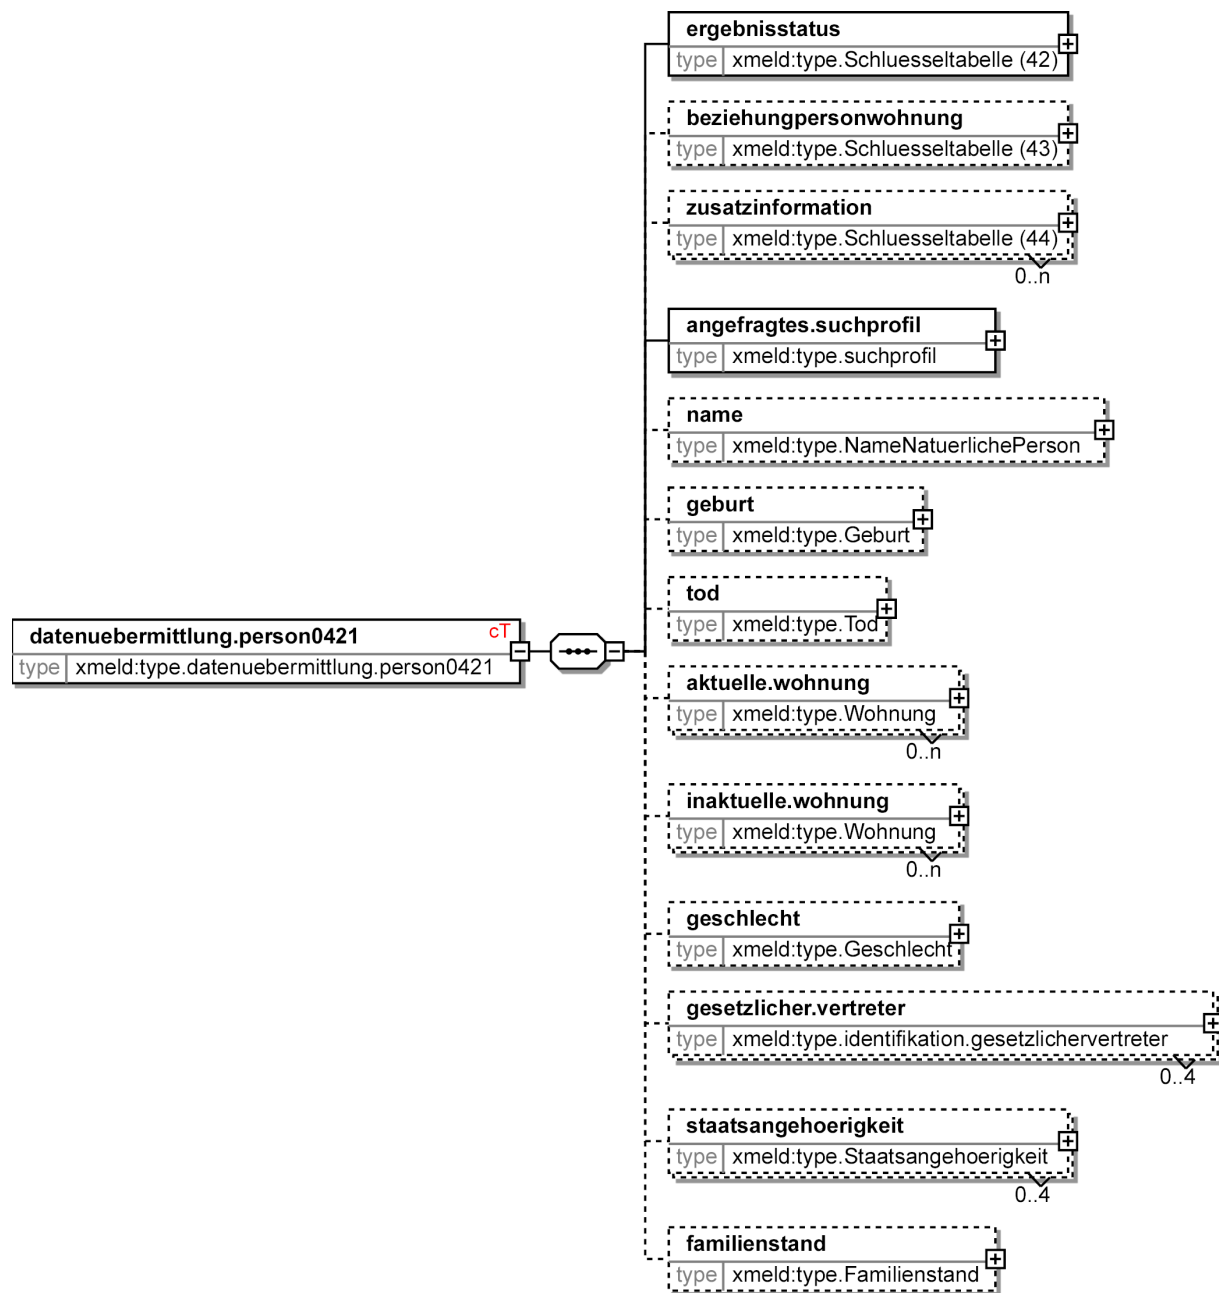 ergebnisstatus
type xmeld:type.Schluesseltabelle (42)
beziehungpersonwohnung
type xmeld:type.Schluesseltabelle (43)
zusatzinformation
type xmeld:type.Schluesseltabelle (44)
0..n
angefragtes.suchprofil
type xmeld:type.suchprofil
name
type xmeld:type.NameNatuerlichePerson
geburt
type xmeld:type.Geburt
tod
type xmeld:type.Tod
datenuebermittlung.person0421 cT
type xmeld:type.datenuebermittlung.person0421
aktuelle.wohnung
type xmeld:type.Wohnung
0..n
inaktuelle.wohnung
type xmeld:type.Wohnung
0..n
geschlecht
type xmeld:type.Geschlecht
gesetzlicher.vertreter
type xmeld:type.identifikation.gesetzlichervertreter
0..4
staatsangehoerigkeit
type xmeld:type.Staatsangehoerigkeit
0..4
familienstand
type xmeld:type.Familienstand